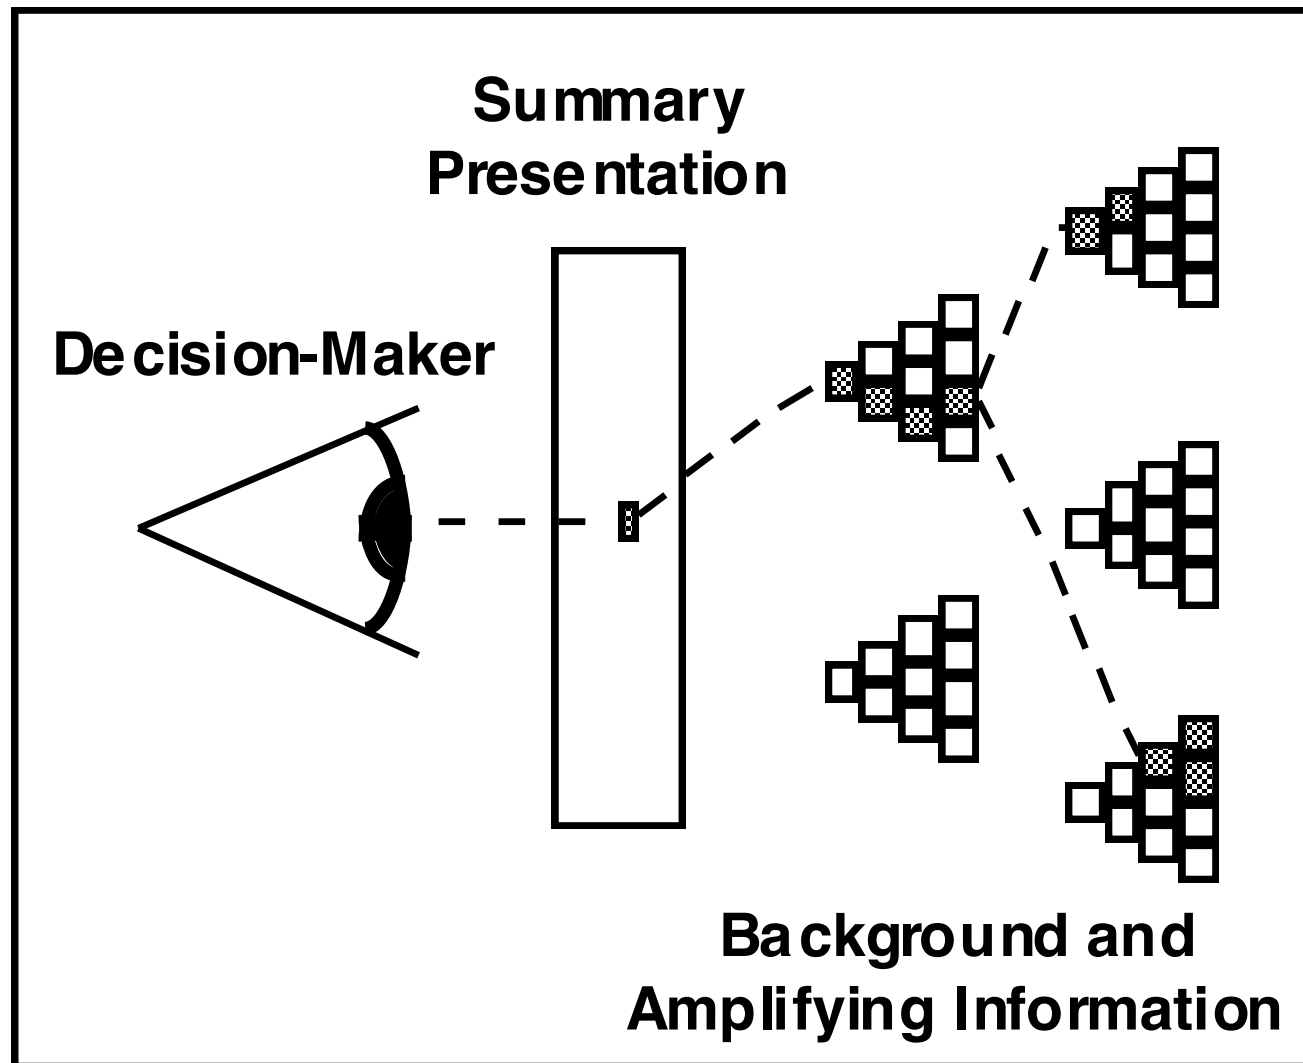 Summary
Presentation
Decision-Maker
Background and
Amplifying Information